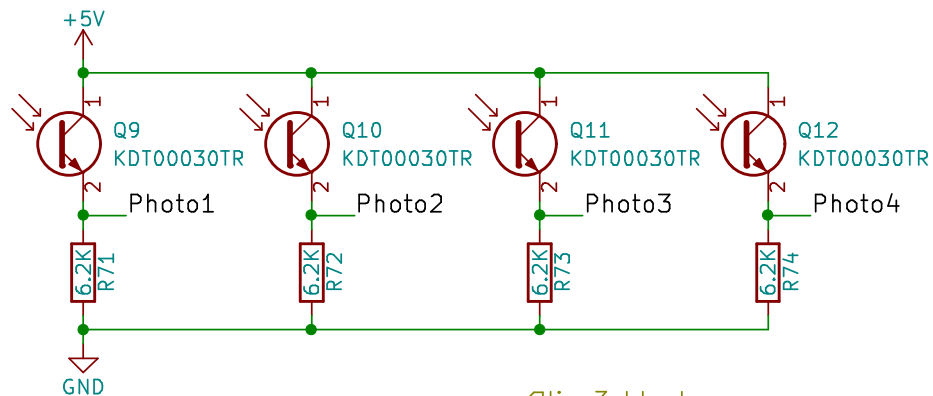 +5V
1
Q9
KDT00030TR
2
Photo1
6.2K
R71
1
Q10
KDT00030TR
2
Photo2
6.2K
R72
1
Q11
KDT00030TR
2
Photo3
6.2K
R73
1
Q12
KDT00030TR
2
Photo4
6.2K
R74
GND